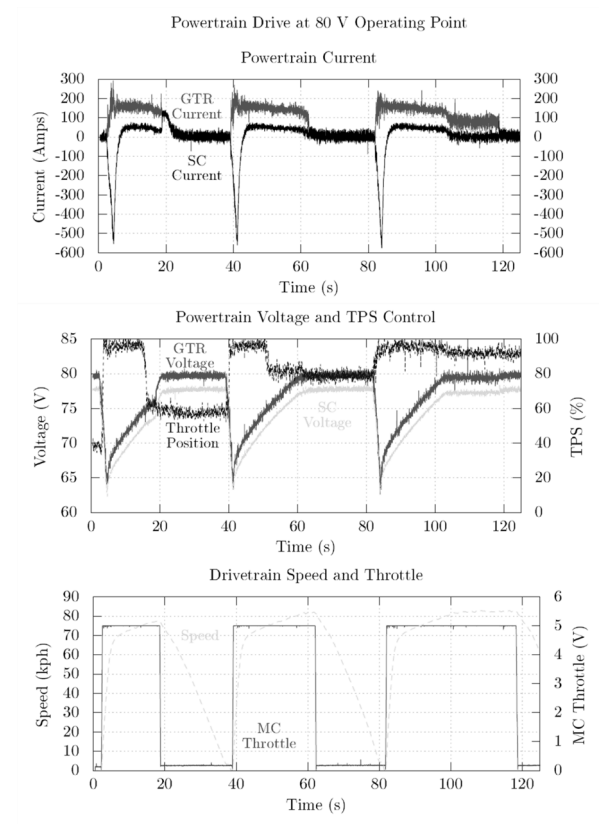 Powertrain Drive at 80 V Operating Point
Powertrain Current
300 300
200 200
100 100
0 0
-100 -100
-200 -200
-300 -300
-400 -400
-500 -500
-600 -600
Current (Amps)
GTR
Current
SC
Current
0 20 40 60 80 100 120
Time (s)
Powertrain Voltage and TPS Control
85 100
80 80
75 60
70 40
65 20
60 0
Voltage (V)
TPS (%)
GTR
Voltage
SC
Voltage
Throttle
Position
0 20 40 60 80 100 120
Time (s)
Drivetrain Speed and Throttle
90 6
80 5
70 4
60 3
50 2
40 1
30 0
20
10
0
Speed (kph)
MC Throttle (V)
Speed
MC
Throttle
0 20 40 60 80 100 120
Time (s)